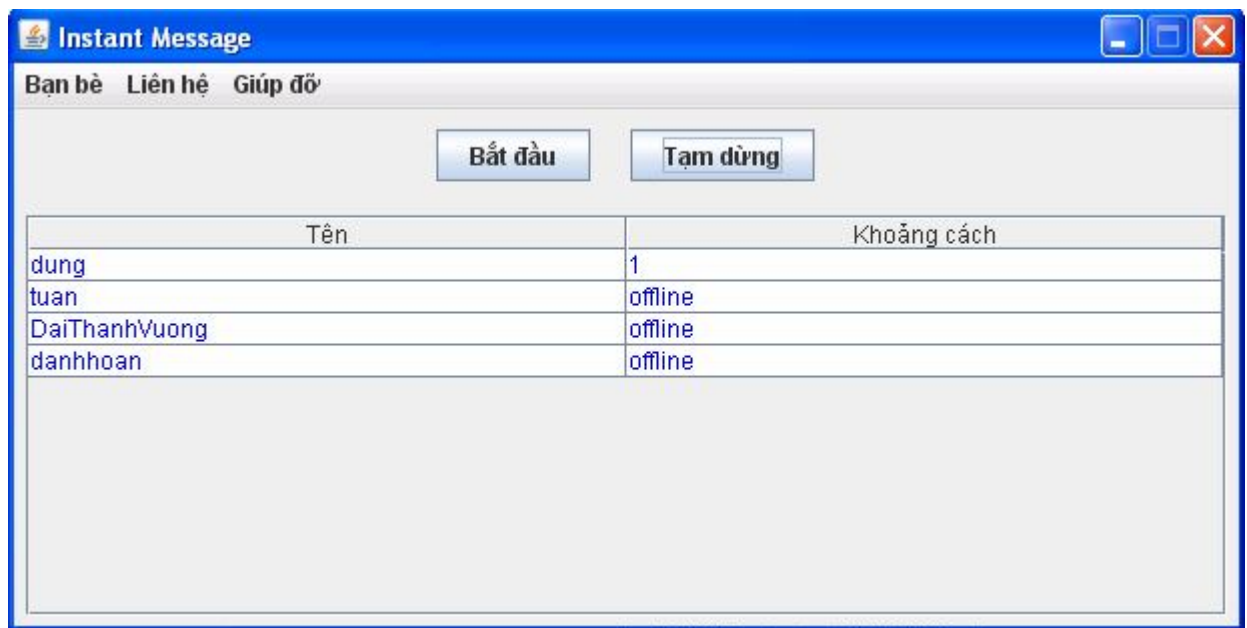 Instant Message
Bạn bè Liên hệ Giúp đỡ
Bắt đầu Tạm dừng
Tên Khoảng cách
dung 1
tuan offline
DaiThanhVuong offline
danhhoan offline